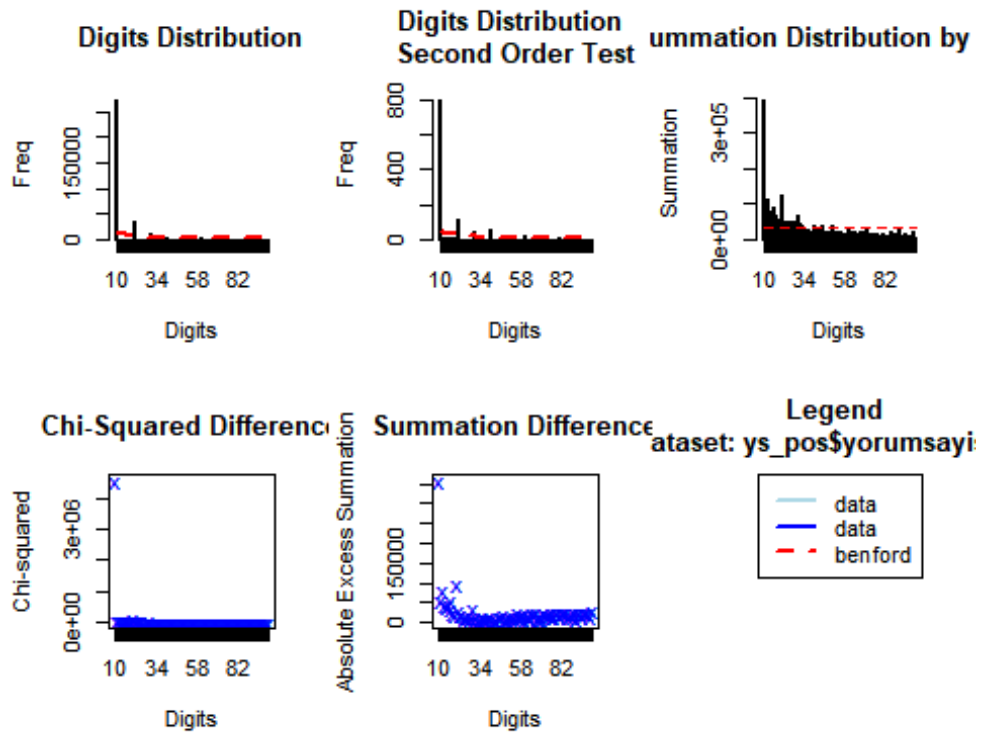 Digits Distribution
Freq
0
150000
10 34 58 82
Digits
Digits Distribution
Second Order Test
Freq
0
400
800
10 34 58 82
Digits
ummation Distribution by
Summation
0e+00
3e+05
10 34 58 82
Digits
Chi-Squared Difference
Chi-squared
0e+00
3e+06
10 34 58 82
Digits
Summation Difference
Absolute Excess Summation
0
150000
10 34 58 82
Digits
Legend
ataset: ys_pos$yorumsayis
data
data
benford